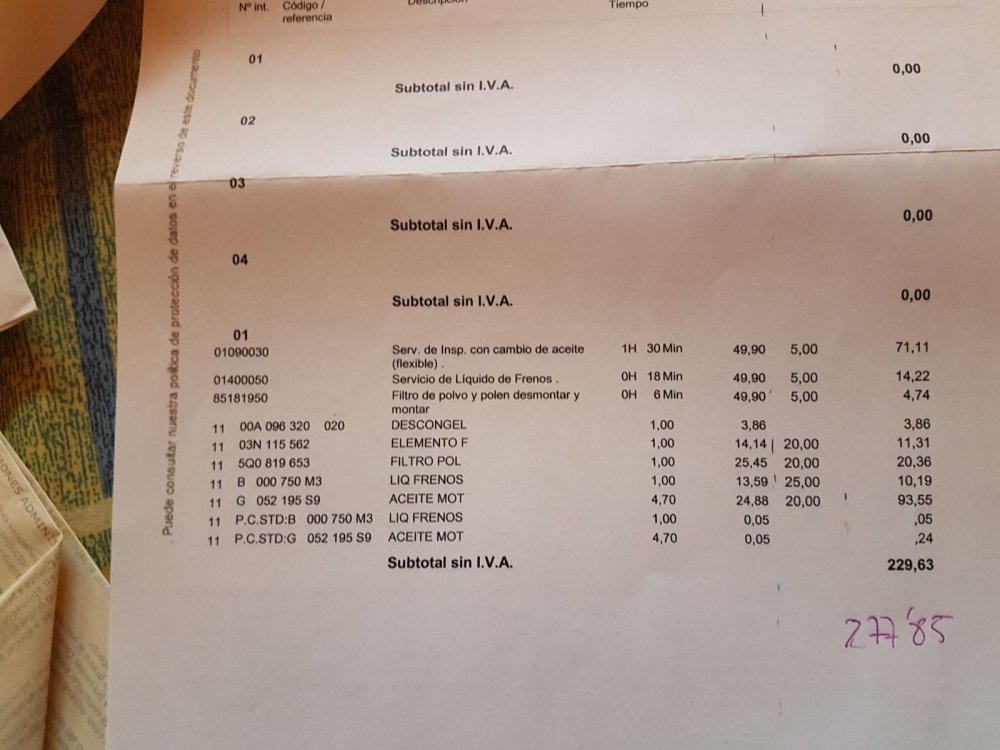 Nº int. Código / referencia Descripción Tiempo
01
Subtotal sin I.V.A. 0,00
02
Subtotal sin I.V.A. 0,00
03
Subtotal sin I.V.A. 0,00
04
Subtotal sin I.V.A. 0,00
01
01090030 Serv. de Insp. con cambio de aceite 1H 30 Min 49,90 5,00 71,11
(flexible) .
01400050 Servicio de Líquido de Frenos . 0H 18 Min 49,90 5,00 14,22
85181950 Filtro de polvo y polen desmontar y 0H 6 Min 49,90 5,00 4,74
montar
11 00A 096 320 020 DESCONGEL 1,00 3,86 3,86
11 03N 115 562 ELEMENTO F 1,00 14,14 20,00 11,31
11 5Q0 819 653 FILTRO POL 1,00 25,45 20,00 20,36
11 B 000 750 M3 LIQ FRENOS 1,00 13,59 25,00 10,19
11 G 052 195 S9 ACEITE MOT 4,70 24,88 20,00 93,55
11 P.C.STD:B 000 750 M3 LIQ FRENOS 1,00 0,05 ,05
11 P.C.STD:G 052 195 S9 ACEITE MOT 4,70 0,05 ,24
Subtotal sin I.V.A. 229,63
277'85
. Puede consultar nuestra política de protección de datos en el reverso de este documento